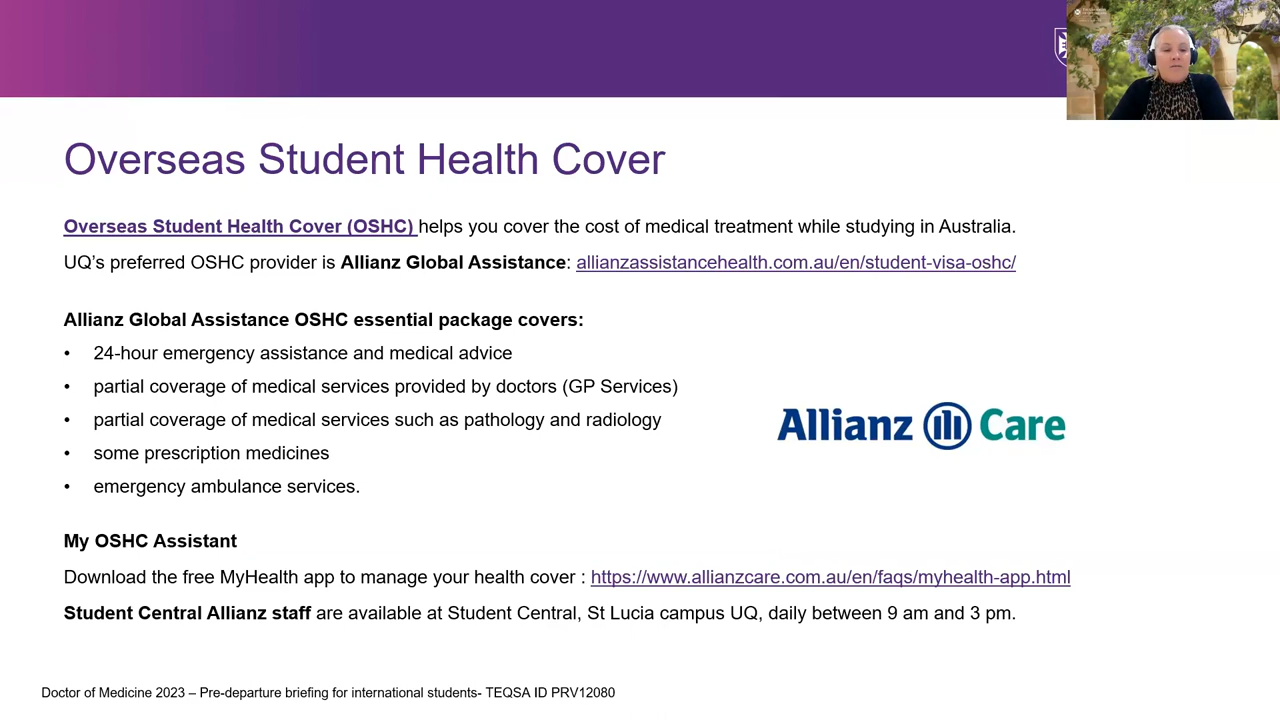 Overseas Student Health Cover
Overseas Student Health Cover (OSHC) helps you cover the cost of medical treatment while studying in Australia.
UQ's preferred OSHC provider is Allianz Global Assistance: allianzassistancehealth.com.au/en/student-visa-oshc/
Allianz Global Assistance OSHC essential package covers:
• 24-hour emergency assistance and medical advice
• partial coverage of medical services provided by doctors (GP Services)
• partial coverage of medical services such as pathology and radiology
• some prescription medicines
• emergency ambulance services.
Allianz Care
My OSHC Assistant
Download the free MyHealth app to manage your health cover : https://www.allianzcare.com.au/en/faqs/myhealth-app.html
Student Central Allianz staff are available at Student Central, St Lucia campus UQ, daily between 9 am and 3 pm.
Doctor of Medicine 2023 – Pre-departure briefing for international students- TEQSA ID PRV12080